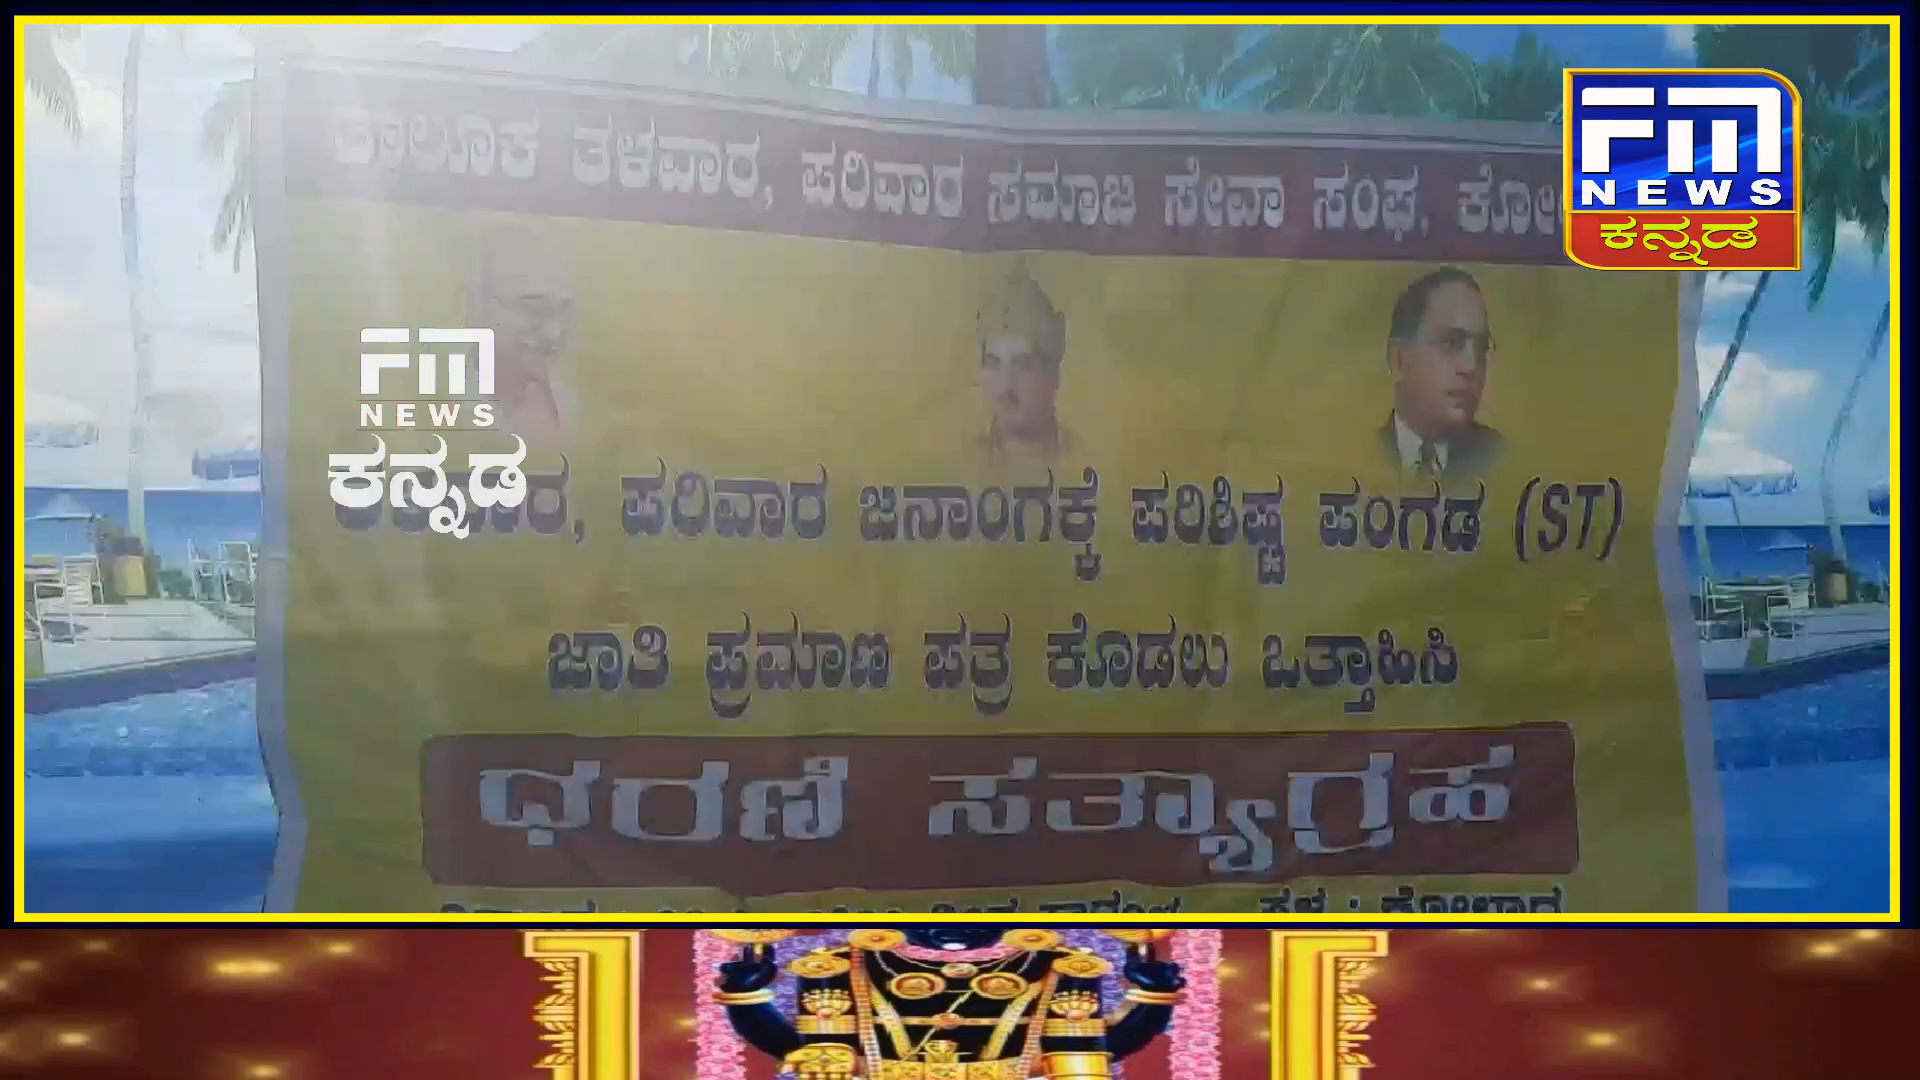 ತಾಲೂಕ ತಳವಾರ, ಪರಿವಾರ ಸಮಾಜ ಸೇವಾ ಸಂಘ.
FM
NEWS
ಕನ್ನಡ
FM
NEWS
ಕನ್ನಡ
ಪರಿವಾರ ಜನಾಂಗಕ್ಕೆ ಪರಿಶಿಷ್ಟ ಪಂಗಡ (ST)
ಜಾತಿ ಪ್ರಮಾಣ ಪತ್ರ ಕೊಡಲು ಒತ್ತಾಹಿಸಿ
ಧರಣಿ ಸತ್ಯಾಗ್ರಹ